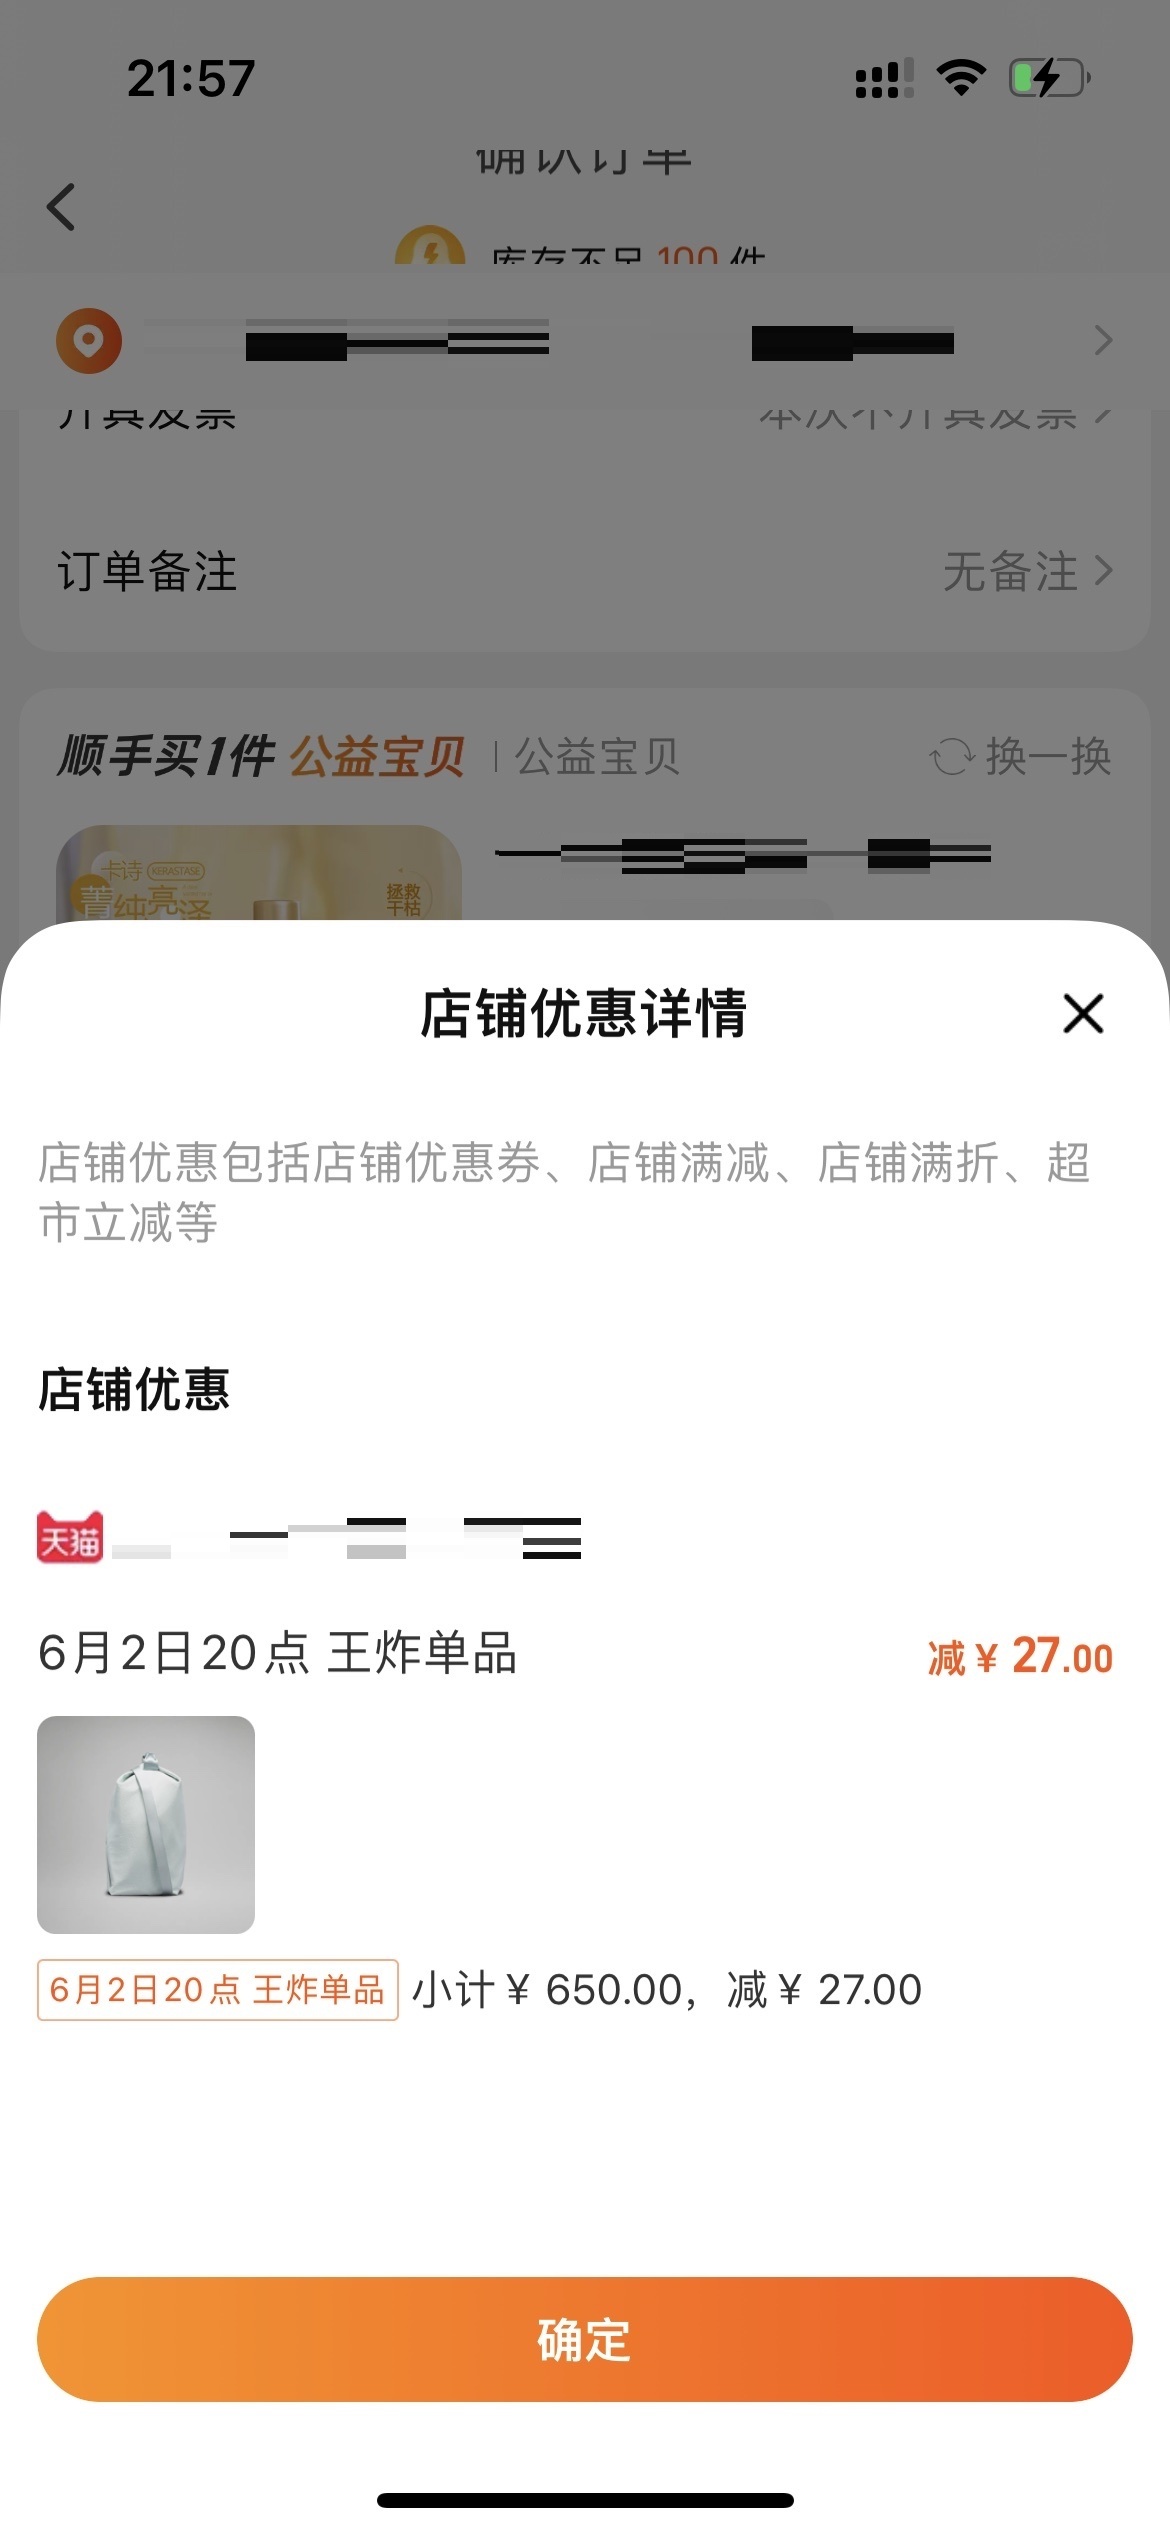 21:57
确认订单
库存不足 100 件
开具发票
本次不开具发票
订单备注
无备注
顺手买1件 公益宝贝 | 公益宝贝
换一换
卡诗 KERASTASE
菁纯亮泽
拯救
干枯
店铺优惠详情
店铺优惠包括店铺优惠券、店铺满减、店铺满折、超
市立减等
店铺优惠
天猫
6月2日20点 王炸单品
减¥ 27.00
6月2日20点 王炸单品 小计¥ 650.00，减¥ 27.00
确定